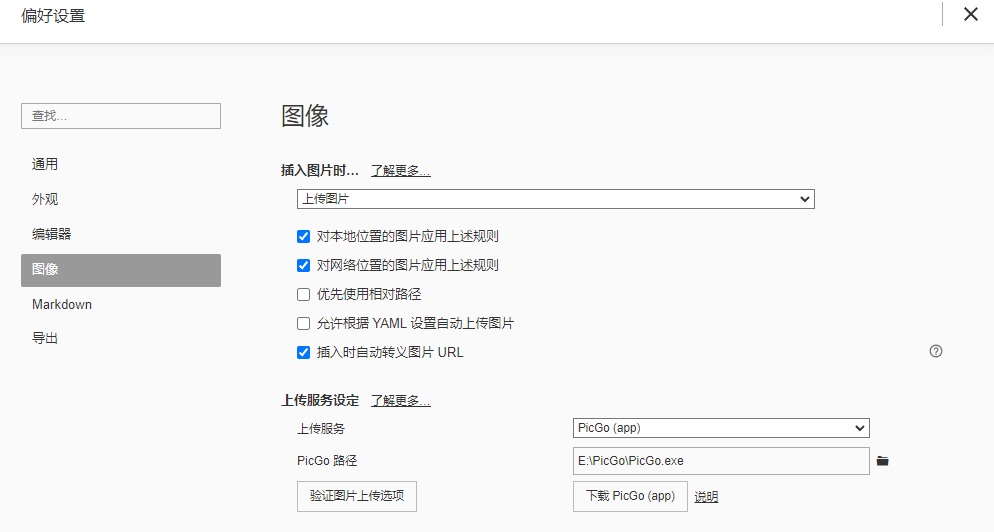 偏好设置
查找...
通用
外观
编辑器
图像
Markdown
导出
图像
插入图片时... 了解更多...
上传图片
对本地位置的图片应用上述规则
对网络位置的图片应用上述规则
优先使用相对路径
允许根据 YAML 设置自动上传图片
插入时自动转义图片 URL
上传服务设定 了解更多...
上传服务 PicGo (app)
PicGo 路径 E:\PicGo\PicGo.exe
验证图片上传选项 下载 PicGo (app) 说明